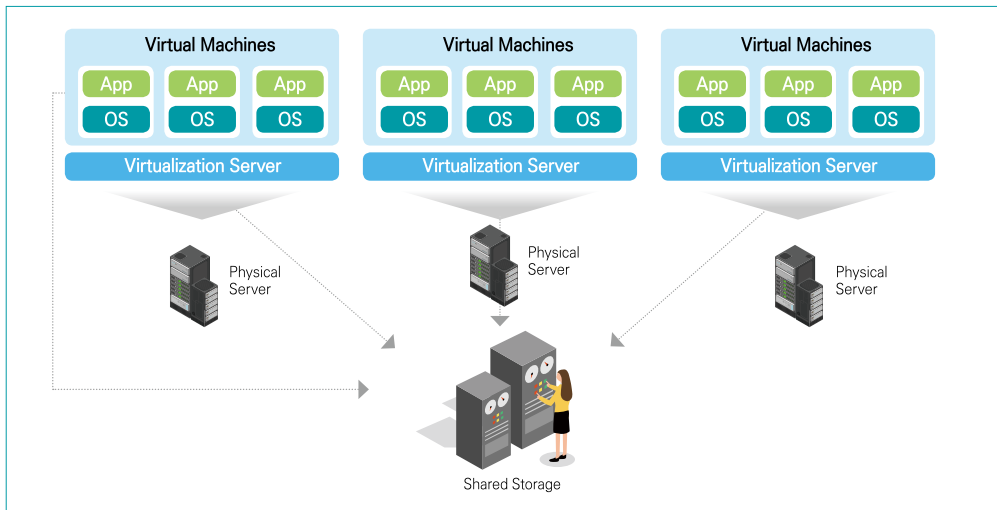 Virtual Machines
App App App
OS OS OS
Virtualization Server
Virtual Machines
App App App
OS OS OS
Virtualization Server
Virtual Machines
App App App
OS OS OS
Virtualization Server
Physical
Server
Physical
Server
Physical
Server
Shared Storage